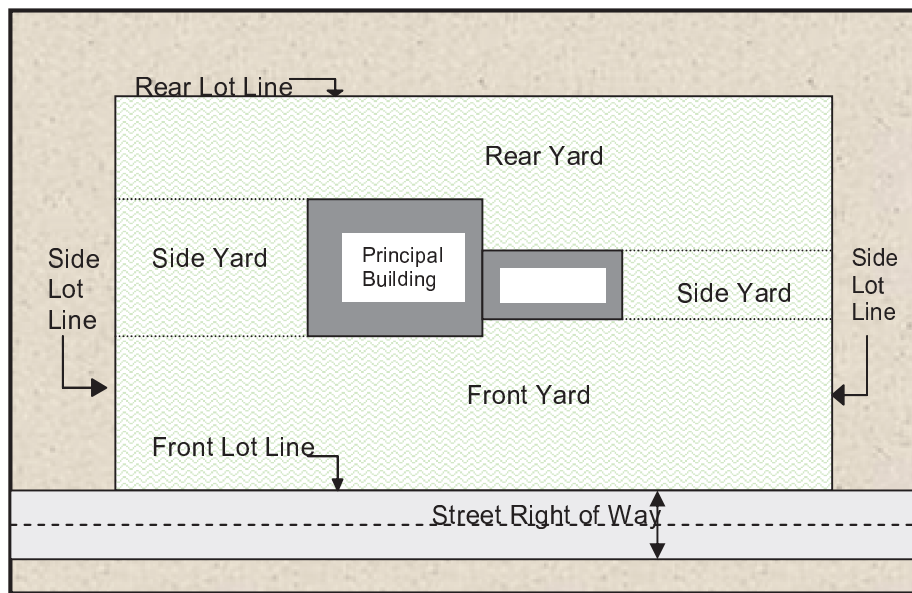 Rear Lot Line
Rear Yard
Side Yard
Principal
Building
Side
Lot
Line
Side Yard
Side
Lot
Line
Front Yard
Front Lot Line
Street Right of Way